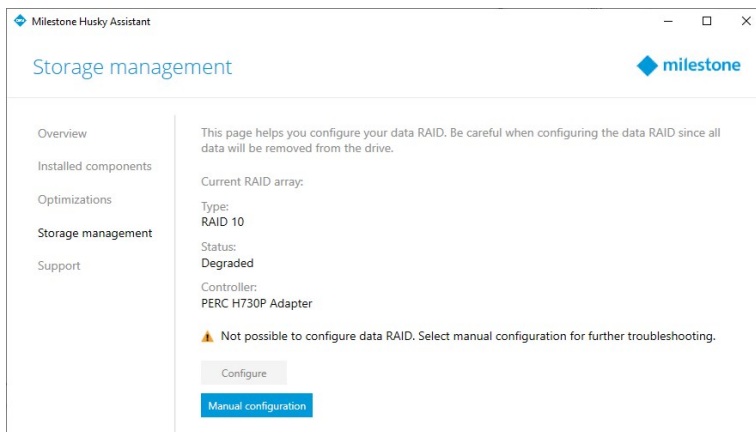 Milestone Husky Assistant
Storage management
milestone
Overview
Installed components
Optimizations
Storage management
Support
This page helps you configure your data RAID. Be careful when configuring the data RAID since all
data will be removed from the drive.
Current RAID array:
Type:
RAID 10
Status:
Degraded
Controller:
PERC H730P Adapter
Not possible to configure data RAID. Select manual configuration for further troubleshooting.
Configure
Manual configuration